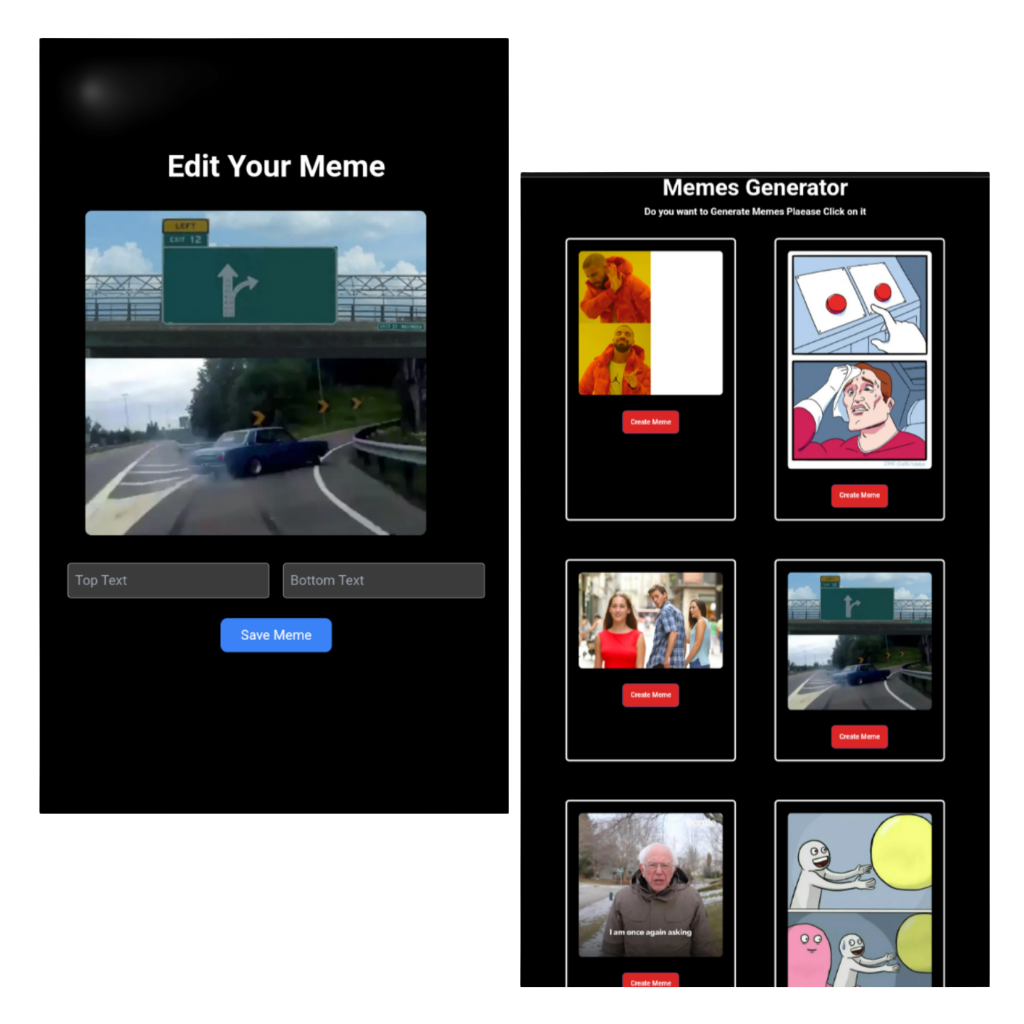 Edit Your Meme
LEFT
EXIT 12
Top Text
Bottom Text
Save Meme
Memes Generator
Do you want to Generate Memes Plaease Click on it
Create Meme
Create Meme
Create Meme
Create Meme
I am once again asking
Create Meme